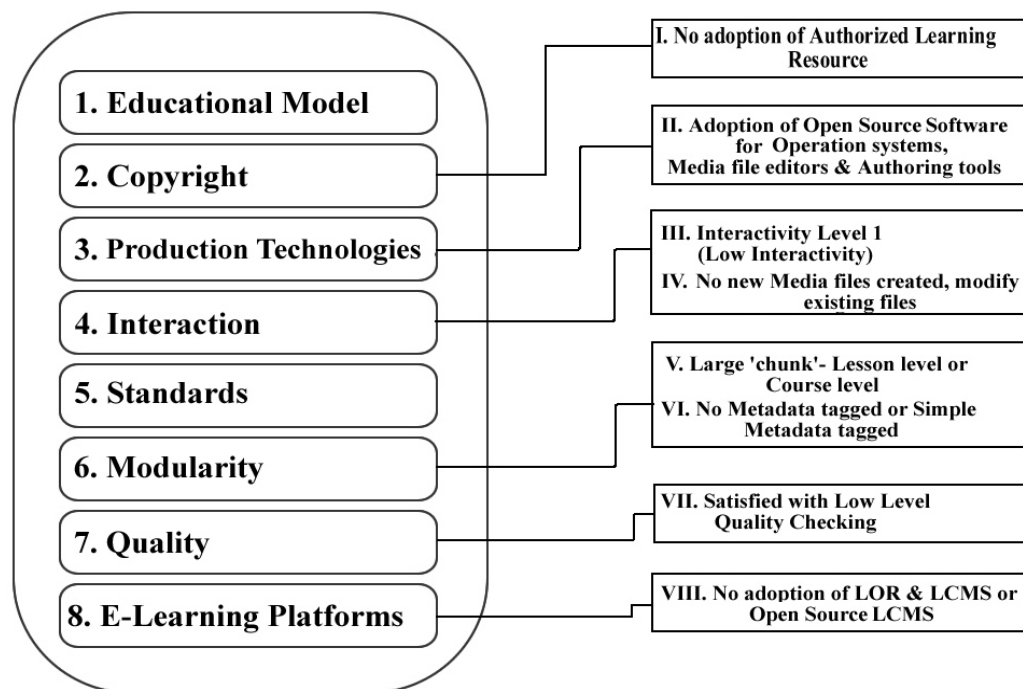 1. Educational Model
2. Copyright
3. Production Technologies
4. Interaction
5. Standards
6. Modularity
7. Quality
8. E-Learning Platforms
I. No adoption of Authorized Learning
Resource
II. Adoption of Open Source Software
for Operation systems,
Media file editors & Authoring tools
III. Interactivity Level 1
(Low Interactivity)
IV. No new Media files created, modify
existing files
V. Large 'chunk'- Lesson level or
Course level
VI. No Metadata tagged or Simple
Metadata tagged
VII. Satisfied with Low Level
Quality Checking
VIII. No adoption of LOR & LCMS or
Open Source LCMS